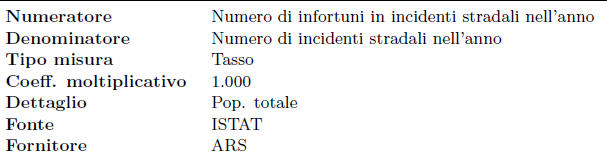 Numeratore Numero di infortuni in incidenti stradali nell'anno
Denominatore Numero di incidenti stradali nell'anno
Tipo misura Tasso
Coeff. moltiplicativo 1.000
Dettaglio Pop. totale
Fonte ISTAT
Fornitore ARS